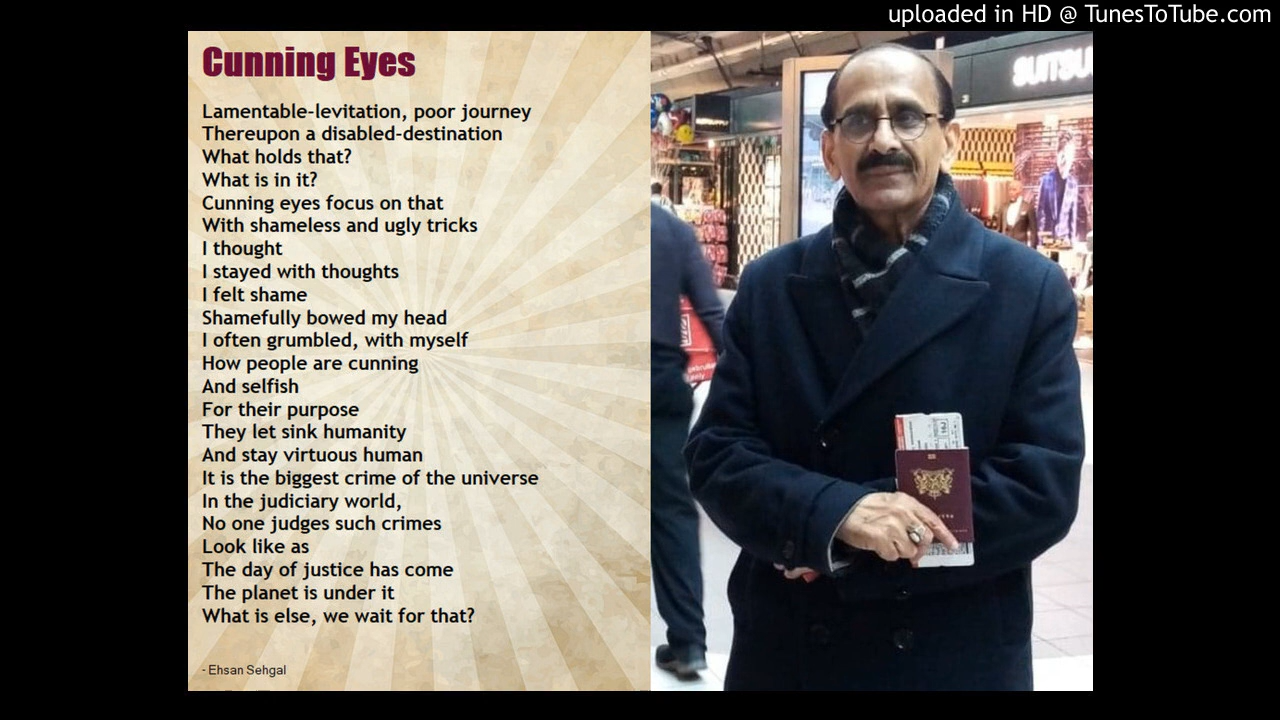 uploaded in HD @ TunesToTube.com
Cunning Eyes
Lamentable-levitation, poor journey
Thereupon a disabled-destination
What holds that?
What is in it?
Cunning eyes focus on that
With shameless and ugly tricks
I thought
I stayed with thoughts
I felt shame
Shamefully bowed my head
I often grumbled, with myself
How people are cunning
And selfish
For their purpose
They let sink humanity
And stay virtuous human
It is the biggest crime of the universe
In the judiciary world,
No one judges such crimes
Look like as
The day of justice has come
The planet is under it
What is else, we wait for that?
- Ehsan Sehgal